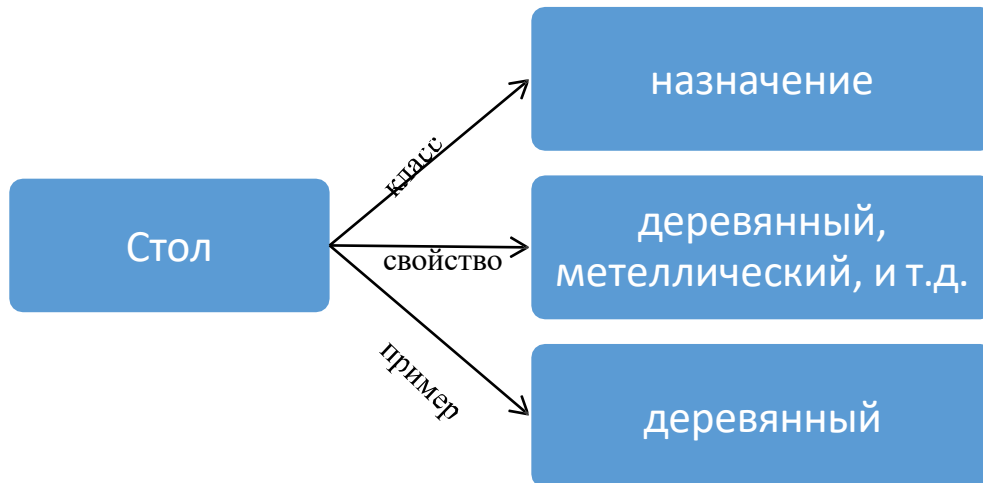 назначение
класс
Стол
свойство
деревянный,
метеллический, и т.д.
пример
деревянный